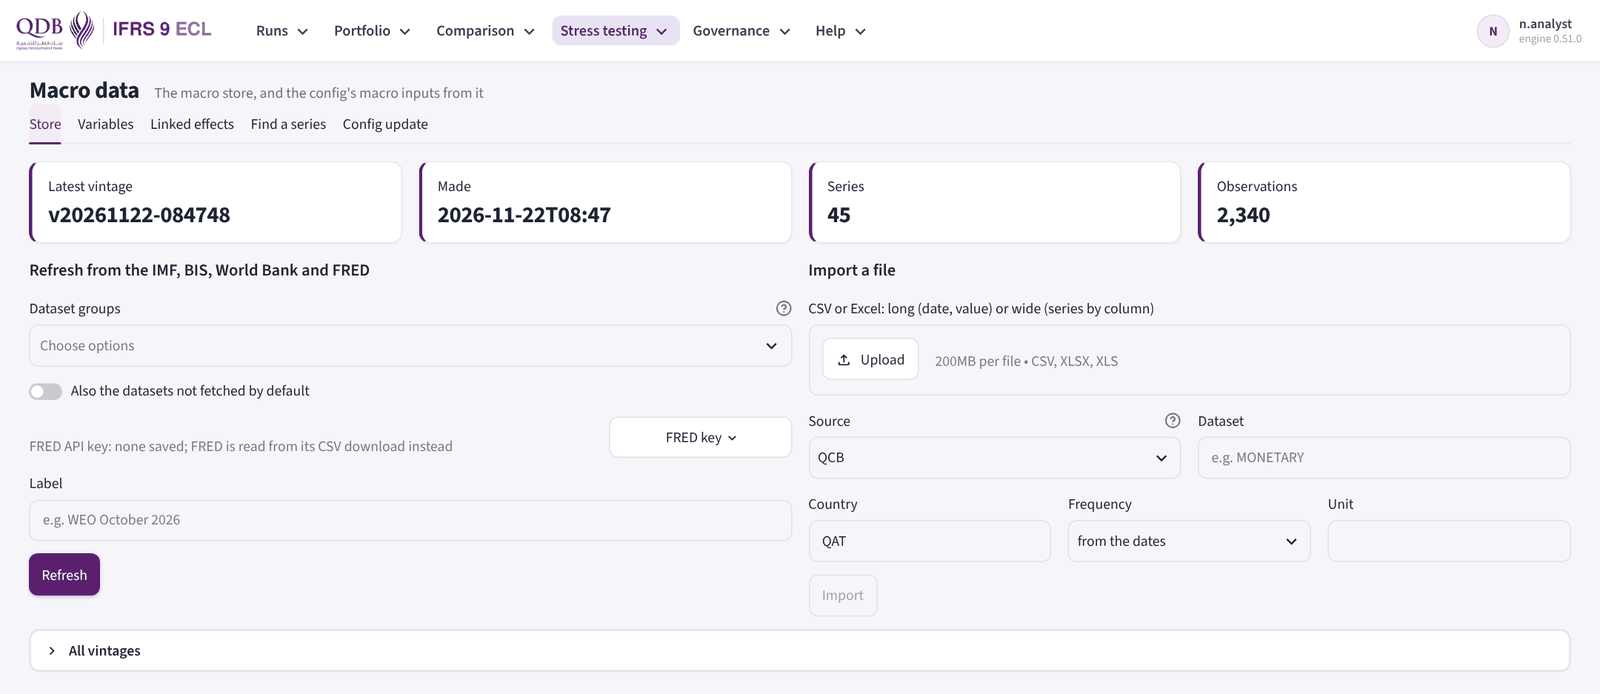 QDB
IFRS 9 ECL
Runs
Portfolio
Comparison
Stress testing
Governance
Help
N
n.analyst
engine 0.51.0
Macro data
The macro store, and the config's macro inputs from it
Store
Variables
Linked effects
Find a series
Config update
Latest vintage
v20261122-084748
Made
2026-11-22T08:47
Series
45
Observations
2,340
Refresh from the IMF, BIS, World Bank and FRED
Dataset groups
Choose options
Also the datasets not fetched by default
FRED API key: none saved; FRED is read from its CSV download instead
FRED key
Label
e.g. WEO October 2026
Refresh
Import a file
CSV or Excel: long (date, value) or wide (series by column)
Upload
200MB per file • CSV, XLSX, XLS
Source
QCB
Dataset
e.g. MONETARY
Country
QAT
Frequency
from the dates
Unit
Import
All vintages